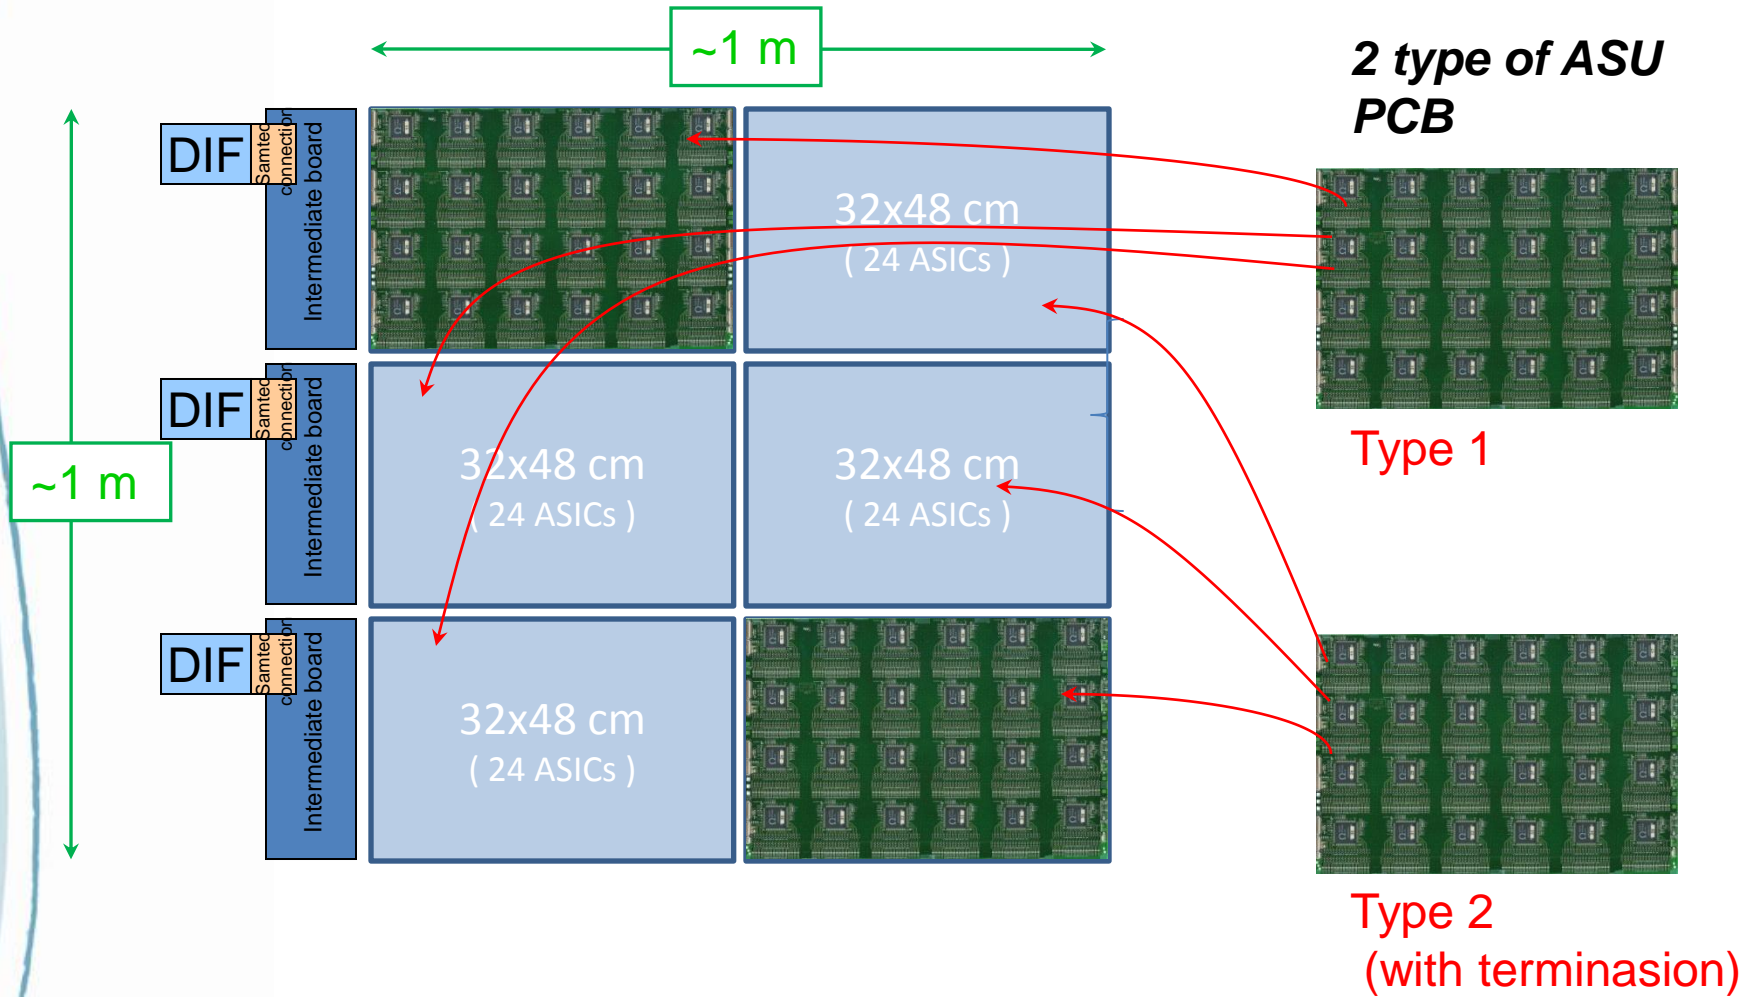 ~1 m
2 type of ASU
PCB
DIF
Samtec
connection
Intermediate board
32x48 cm
( 24 ASICs )
Type 1
DIF
Samtec
connection
Intermediate board
~1 m
32x48 cm
( 24 ASICs )
32x48 cm
( 24 ASICs )
DIF
Samtec
connection
Intermediate board
32x48 cm
( 24 ASICs )
Type 2
(with terminasion)